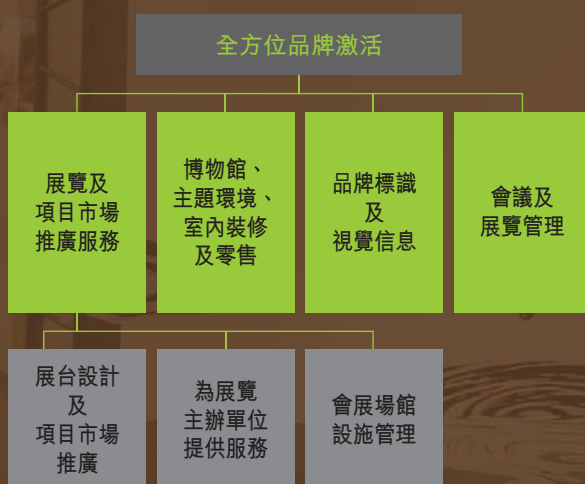 全方位品牌激活
展覽及
項目市場
推廣服務
博物館、
主題環境、
室內裝修
及零售
品牌標識
及
視覺信息
會議及
展覽管理
展台設計
及
項目市場
推廣
為展覽
主辦單位
提供服務
會展場館
設施管理